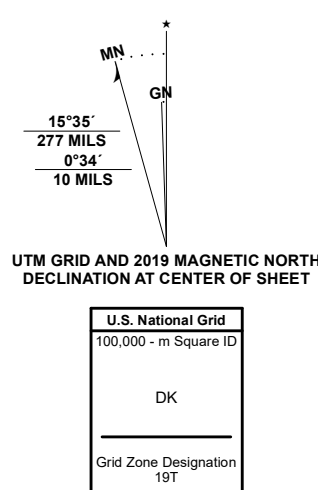 ★
MN
GN
15°35´
277 MILS
0°34´
10 MILS
UTM GRID AND 2019 MAGNETIC NORTH
DECLINATION AT CENTER OF SHEET
U.S. National Grid
100,000 - m Square ID
DK
Grid Zone Designation
19T